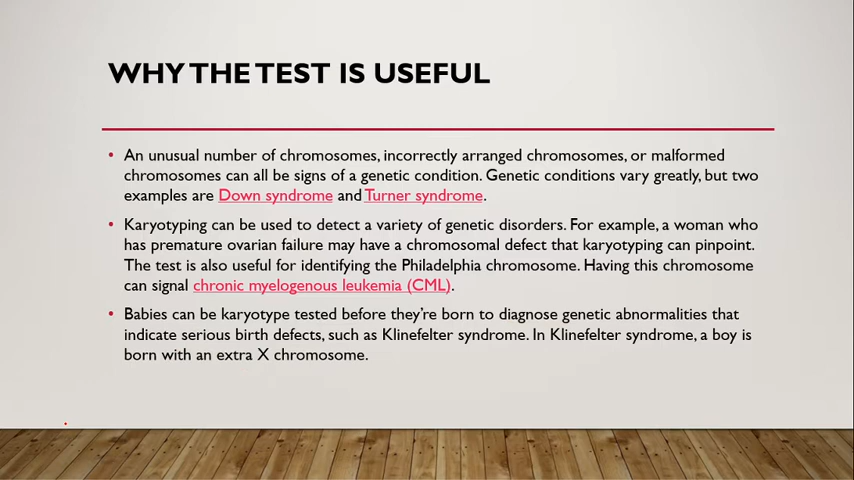 WHY THE TEST IS USEFUL
• An unusual number of chromosomes, incorrectly arranged chromosomes, or malformed
chromosomes can all be signs of a genetic condition. Genetic conditions vary greatly, but two
examples are Down syndrome and Turner syndrome.
• Karyotyping can be used to detect a variety of genetic disorders. For example, a woman who
has premature ovarian failure may have a chromosomal defect that karyotyping can pinpoint.
The test is also useful for identifying the Philadelphia chromosome. Having this chromosome
can signal chronic myelogenous leukemia (CML).
• Babies can be karyotype tested before they’re born to diagnose genetic abnormalities that
indicate serious birth defects, such as Klinefelter syndrome. In Klinefelter syndrome, a boy is
born with an extra X chromosome.